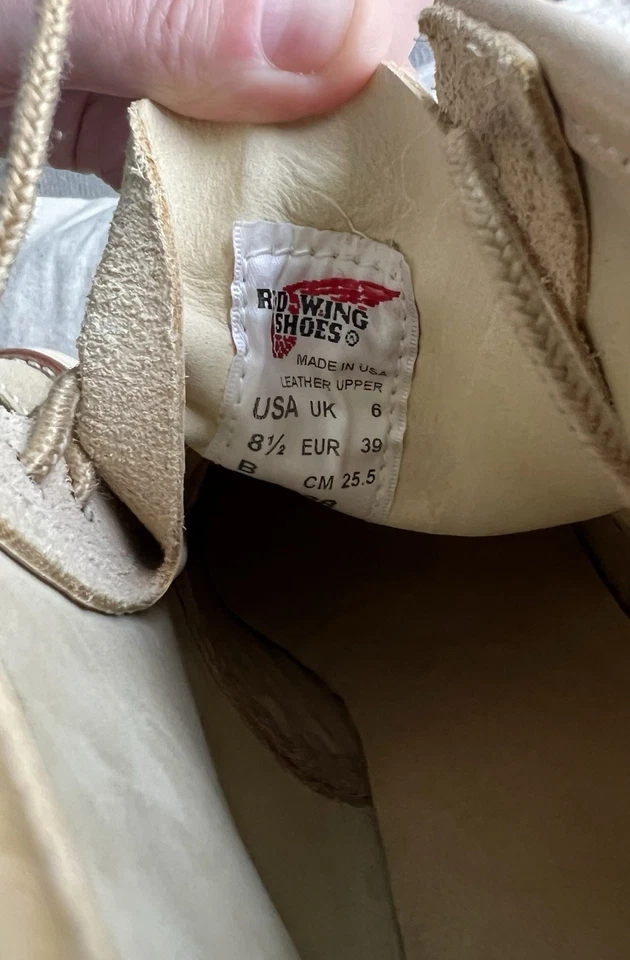 RED WING
SHOES®
MADE IN USA
LEATHER UPPER
USA UK 6
8½ EUR 39
B CM 25.5